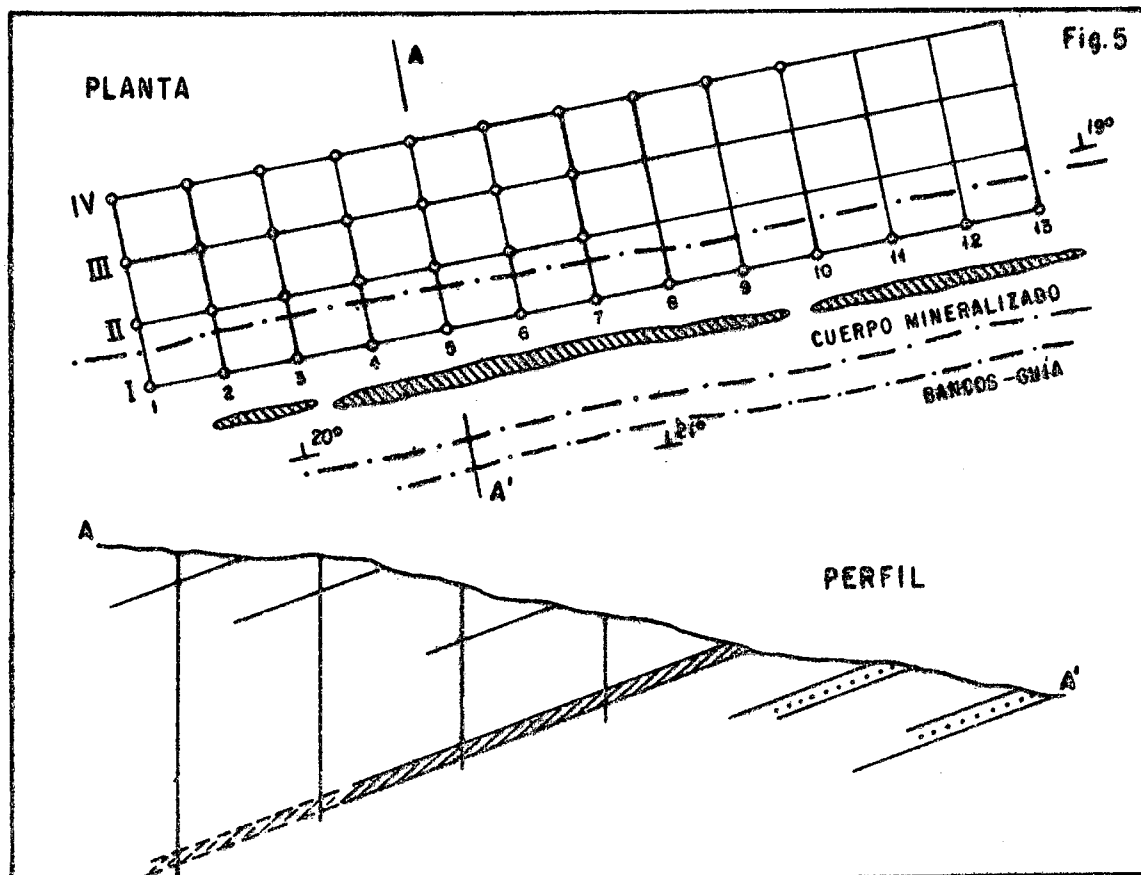 Fig. 5
A
PLANTA
19°
IV
III
II
I
1 2 3 4 5 6 7 8 9 10 11 12 13
CUERPO MINERALIZADO
BANCOS-GUÍA
20°
21°
A'
A
PERFIL
A'